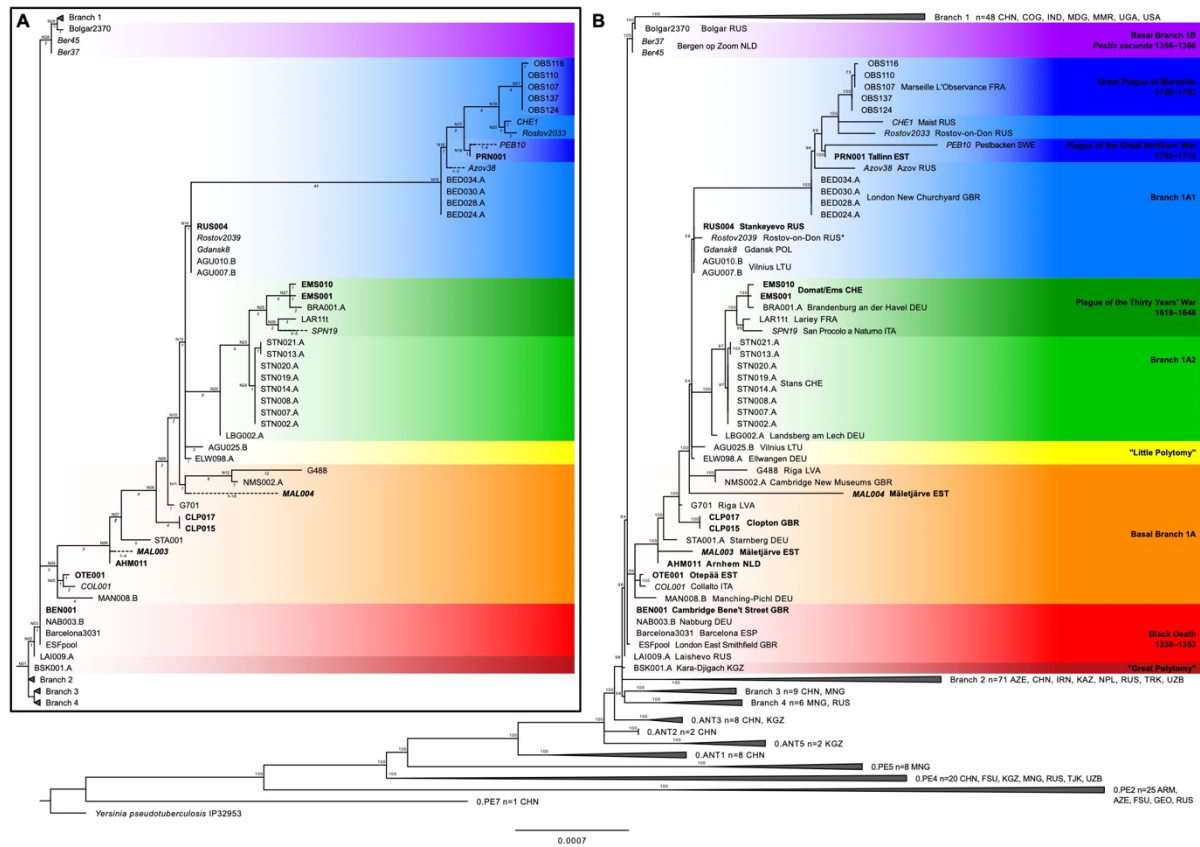 A
Branch 1
Bolgar2370
Ber45
Ber37
OBS116
OBS110
OBS107
OBS137
OBS124
CHE1
Rostov2033
PEB10
PRN001
Azov38
BED034.A
BED030.A
BED028.A
BED024.A
RUS004
Rostov2039
Gdansk8
AGU010.B
AGU007.B
EMS010
EMS001
BRA001.A
LAR11t
SPN19
STN021.A
STN013.A
STN020.A
STN019.A
STN014.A
STN008.A
STN007.A
STN002.A
LBG002.A
AGU025.B
ELW098.A
G488
NMS002.A
MAL004
G701
CLP017
CLP015
STA001
MAL003
AHM011
OTE001
COL001
MAN008.B
BEN001
NAB003.B
Barcelona3031
ESFpool
LAI009.A
BSK001.A
Branch 2
Branch 3
Branch 4
B
Branch 1 n=48 CHN, COG, IND, MDG, MMR, UGA, USA
Bolgar2370 Bolgar RUS
Ber37
Bergen op Zoom NLD
Ber45
Basal Branch 1B
Pestis secunda 1356–1366
OBS116
OBS110
OBS107 Marseille L'Observance FRA
OBS137
OBS124
Great Plague of Marseille
1720–1722
CHE1 Maist RUS
Rostov2033 Rostov-on-Don RUS
PEB10 Pestbacken SWE
PRN001 Tallinn EST
Plague of the Great Northern War
1702–1712
Azov38 Azov RUS
BED034.A
BED030.A
London New Churchyard GBR
BED028.A
BED024.A
Branch 1A1
RUS004 Stankeyevo RUS
Rostov2039 Rostov-on-Don RUS*
Gdansk8 Gdansk POL
AGU010.B
Vilnius LTU
AGU007.B
EMS010
Domat/Ems CHE
EMS001
BRA001.A Brandenburg an der Havel DEU
LAR11t Lariey FRA
SPN19 San Procolo a Naturno ITA
Plague of the Thirty Years' War
1618–1648
STN021.A
STN013.A
STN020.A
STN019.A
Stans CHE
STN014.A
STN008.A
STN007.A
STN002.A
LBG002.A Landsberg am Lech DEU
Branch 1A2
AGU025.B Vilnius LTU
ELW098.A Ellwangen DEU
"Little Polytomy"
G488 Riga LVA
NMS002.A Cambridge New Museums GBR
MAL004 Mäletjärve EST
G701 Riga LVA
CLP017
Clopton GBR
CLP015
STA001.A Starnberg DEU
MAL003 Mäletjärve EST
AHM011 Arnhem NLD
OTE001 Otepää EST
COL001 Collalto ITA
MAN008.B Manching-Pichl DEU
Basal Branch 1A
BEN001 Cambridge Bene't Street GBR
NAB003.B Nabburg DEU
Barcelona3031 Barcelona ESP
ESFpool London East Smithfield GBR
LAI009.A Laishevo RUS
Black Death
1338–1353
BSK001.A Kara-Djigach KGZ
"Great Polytomy"
Branch 2 n=71 AZE, CHN, IRN, KAZ, NPL, RUS, TRK, UZB
Branch 3 n=9 CHN, MNG
Branch 4 n=6 MNG, RUS
0.ANT3 n=8 CHN, KGZ
0.ANT2 n=2 CHN
0.ANT5 n=2 KGZ
0.ANT1 n=8 CHN
0.PE5 n=8 MNG
0.PE4 n=20 CHN, FSU, KGZ, MNG, RUS, TJK, UZB
0.PE2 n=25 ARM,
AZE, FSU, GEO, RUS
0.PE7 n=1 CHN
Yersinia pseudotuberculosis IP32953
0.0007